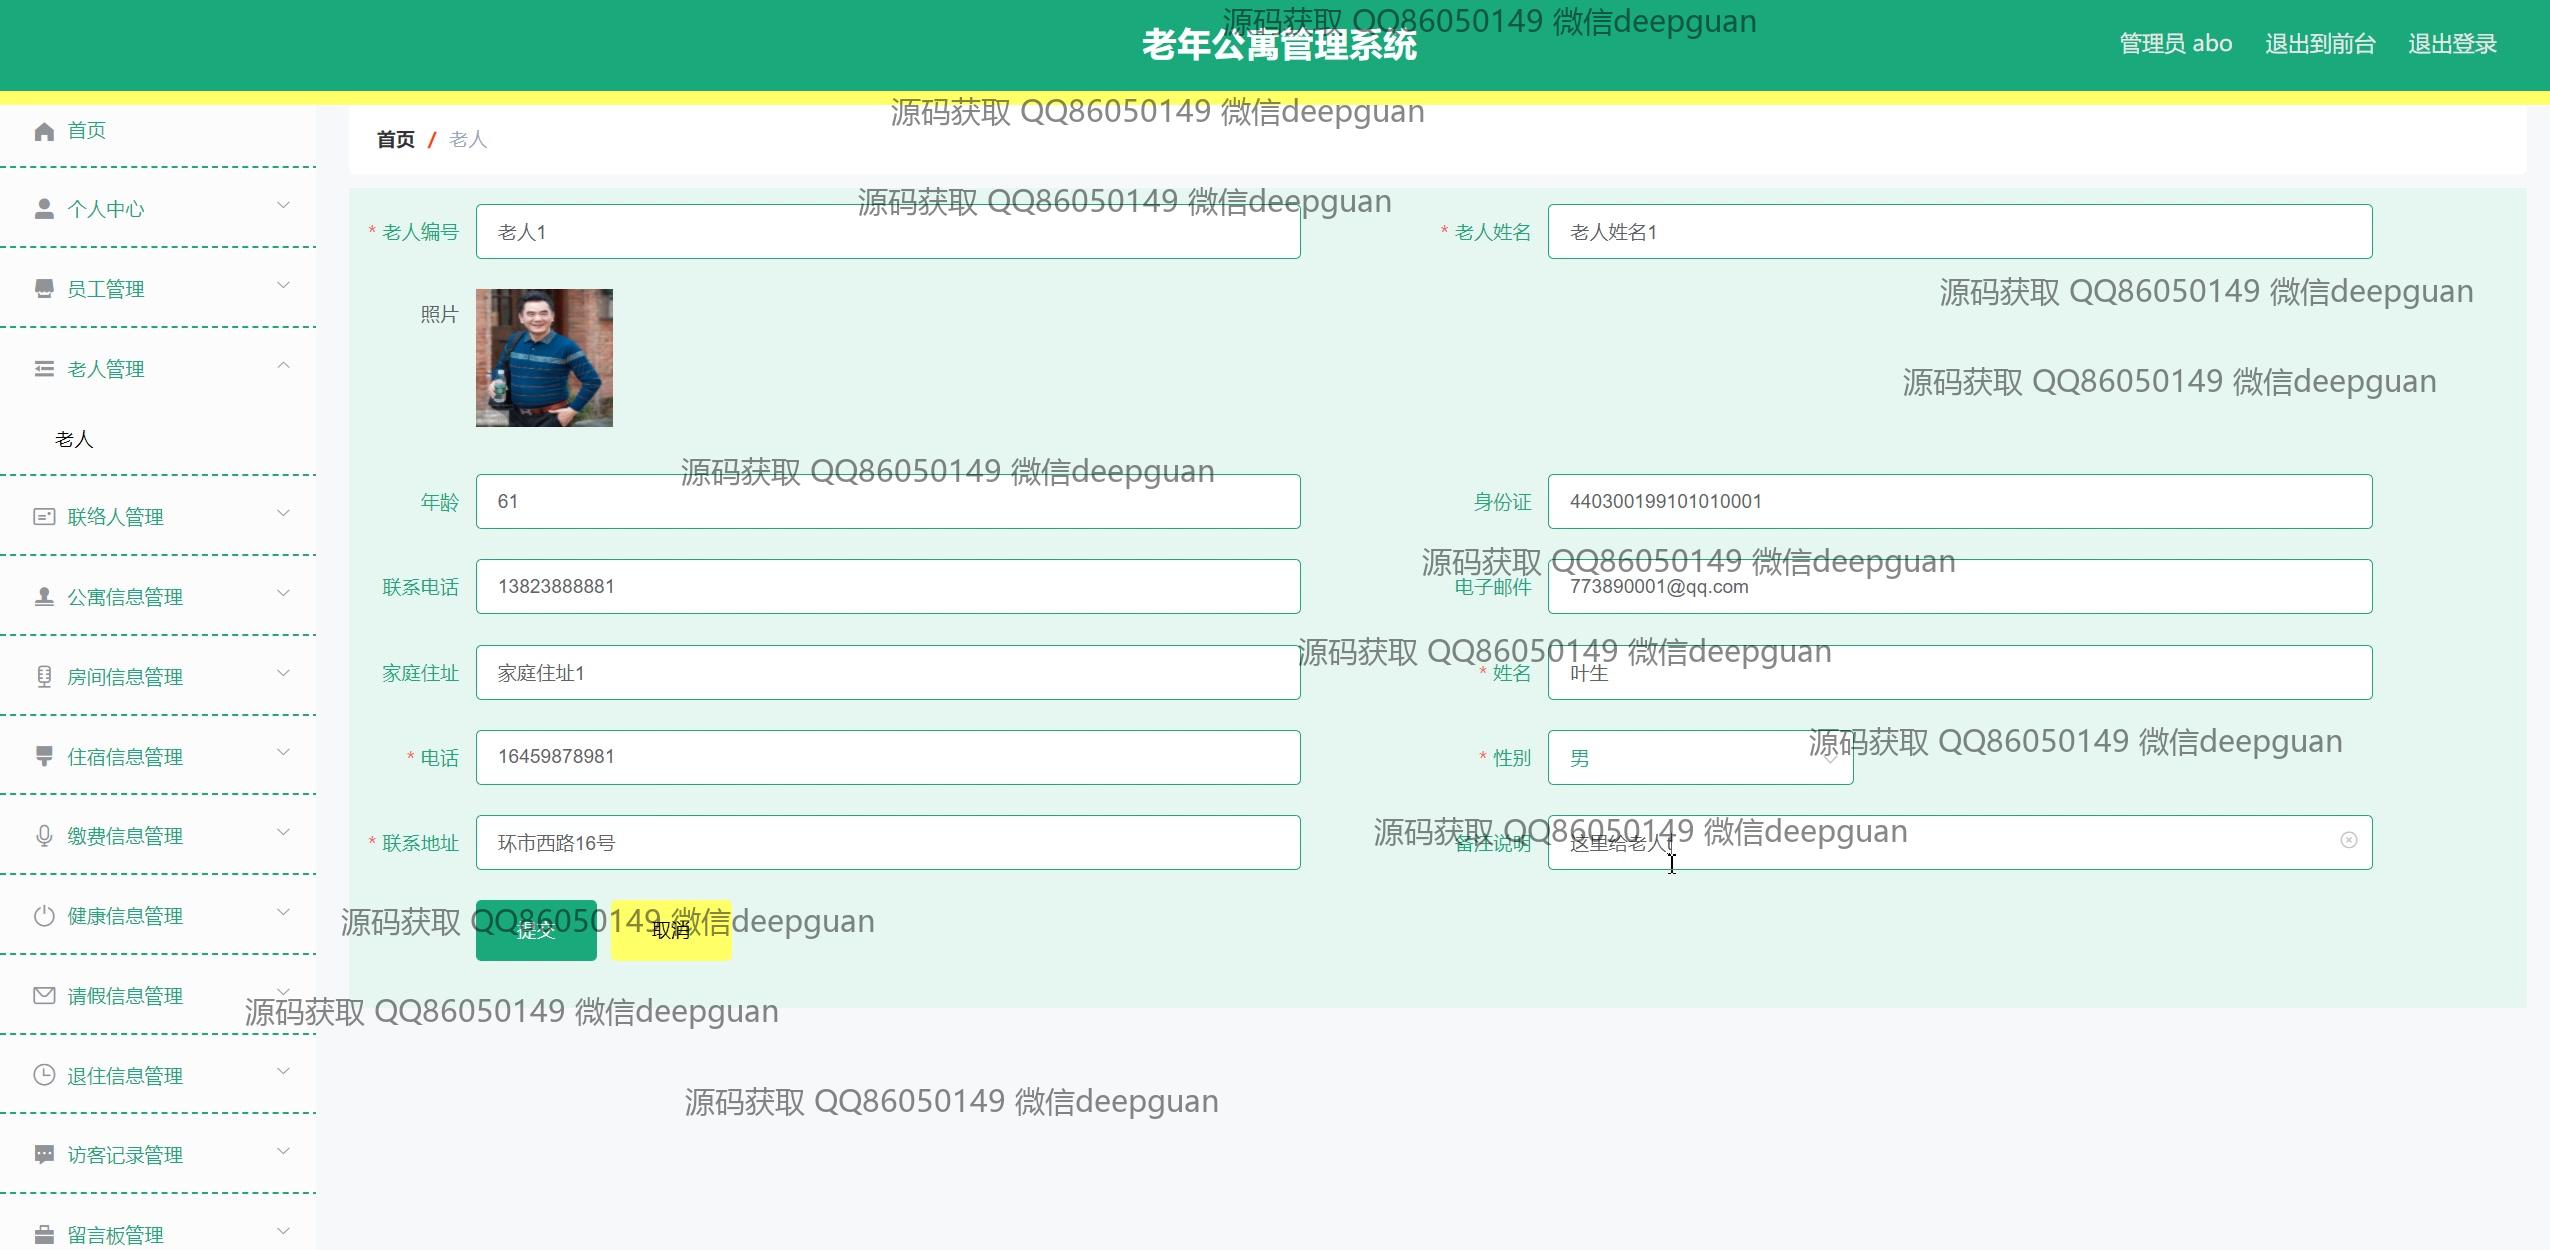 老年公寓管理系统
源码获取 QQ86050149 微信deepguan
管理员 abo 退出到前台 退出登录
源码获取 QQ86050149 微信deepguan
首页
首页 / 老人
个人中心
源码获取 QQ86050149 微信deepguan
* 老人编号 老人1 * 老人姓名 老人姓名1
员工管理
源码获取 QQ86050149 微信deepguan
照片
老人管理
源码获取 QQ86050149 微信deepguan
老人
源码获取 QQ86050149 微信deepguan
年龄 61 身份证 440300199101010001
联络人管理
源码获取 QQ86050149 微信deepguan
联系电话 13823888881 电子邮件 773890001@qq.com
公寓信息管理
源码获取 QQ86050149 微信deepguan
家庭住址 家庭住址1 * 姓名 叶生
房间信息管理
源码获取 QQ86050149 微信deepguan
* 电话 16459878981 * 性别 男
住宿信息管理
源码获取 QQ86050149 微信deepguan
* 联系地址 环市西路16号 备注说明 这里给老人t
缴费信息管理
源码获取 QQ86050149 微信deepguan
提交 取消
健康信息管理
请假信息管理
源码获取 QQ86050149 微信deepguan
退住信息管理
源码获取 QQ86050149 微信deepguan
访客记录管理
留言板管理